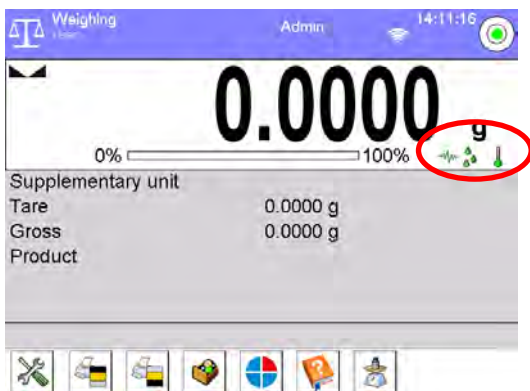 Weighing
Admin
14:11:16
0.0000 g
0% 100%
Supplementary unit
Tare 0.0000 g
Gross 0.0000 g
Product